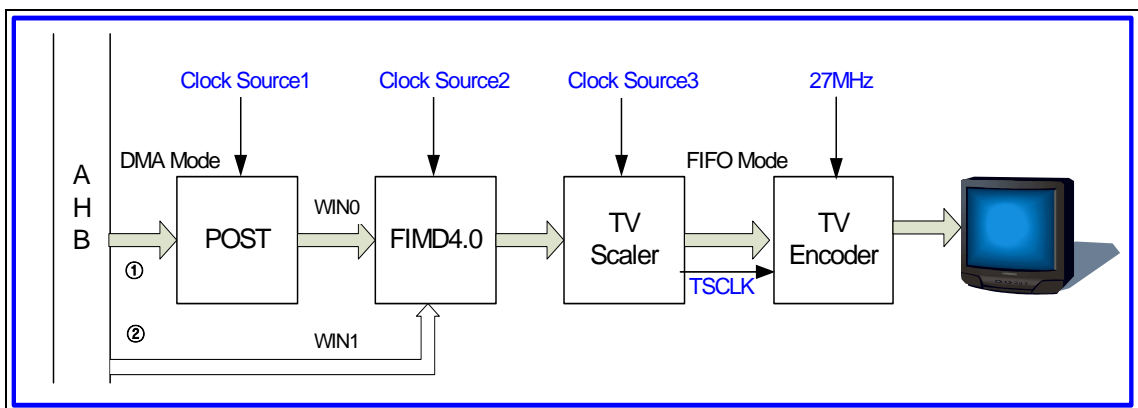 Clock Source1
Clock Source2
Clock Source3
27MHz
A
H
B
DMA Mode
FIFO Mode
POST
WIN0
FIMD4.0
TV
Scaler
TSCLK
TV
Encoder
①
②
WIN1